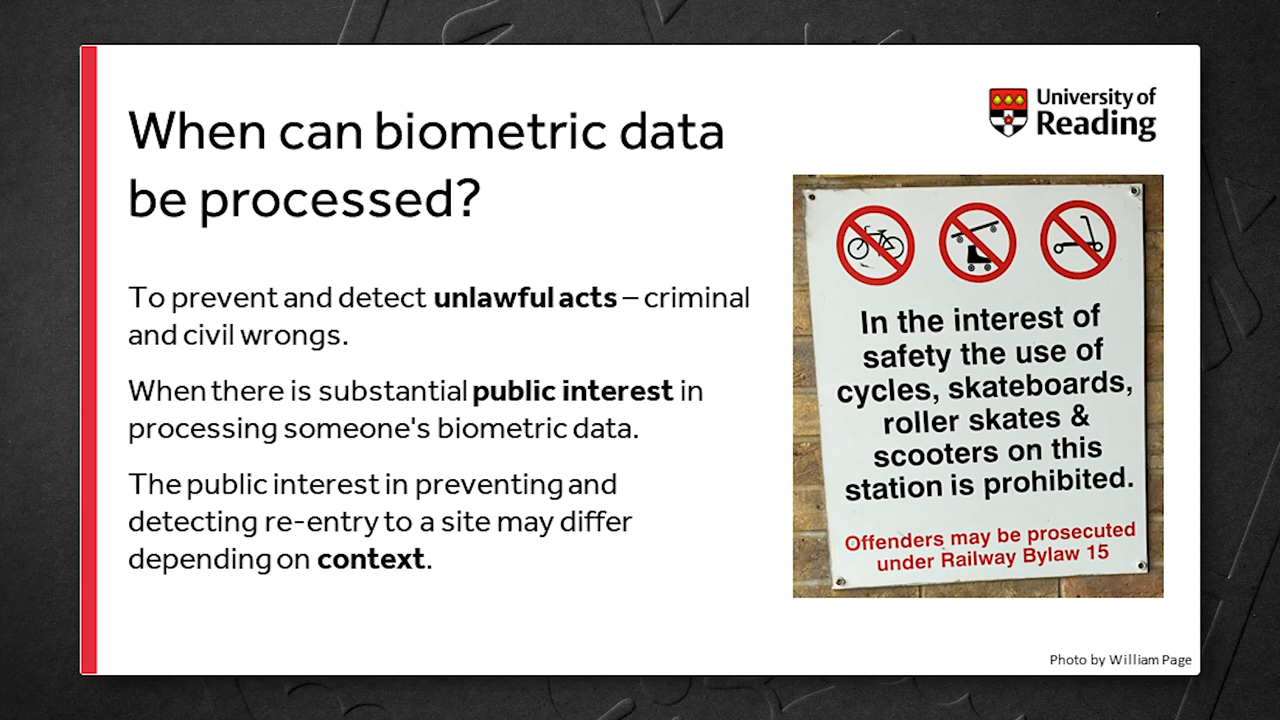 When can biometric data
be processed?
University of
Reading
To prevent and detect unlawful acts – criminal
and civil wrongs.
When there is substantial public interest in
processing someone's biometric data.
The public interest in preventing and
detecting re-entry to a site may differ
depending on context.
In the interest of
safety the use of
cycles, skateboards,
roller skates &
scooters on this
station is prohibited.
Offenders may be prosecuted
under Railway Bylaw 15
Photo by William Page